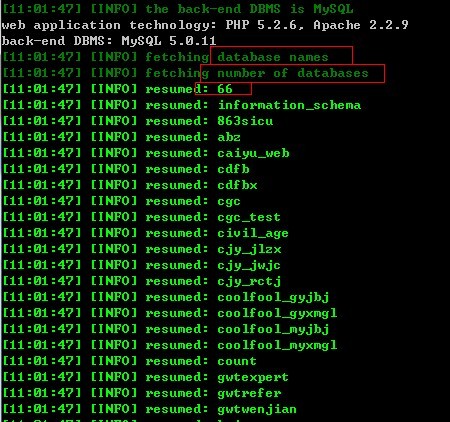 [11:01:47] [INFO] the back-end DBMS is MySQL
web application technology: PHP 5.2.6, Apache 2.2.9
back-end DBMS: MySQL 5.0.11
[11:01:47] [INFO] fetching database names
[11:01:47] [INFO] fetching number of databases
[11:01:47] [INFO] resumed: 66
[11:01:47] [INFO] resumed: information_schema
[11:01:47] [INFO] resumed: 863sicu
[11:01:47] [INFO] resumed: abz
[11:01:47] [INFO] resumed: caiyu_web
[11:01:47] [INFO] resumed: cdfb
[11:01:47] [INFO] resumed: cdfbx
[11:01:47] [INFO] resumed: cgc
[11:01:47] [INFO] resumed: cgc_test
[11:01:47] [INFO] resumed: civil_age
[11:01:47] [INFO] resumed: cjy_jlzx
[11:01:47] [INFO] resumed: cjy_jwjc
[11:01:47] [INFO] resumed: cjy_rctj
[11:01:47] [INFO] resumed: coolfool_gyjbj
[11:01:47] [INFO] resumed: coolfool_gyxmgl
[11:01:47] [INFO] resumed: coolfool_myjbj
[11:01:47] [INFO] resumed: coolfool_myxmgl
[11:01:47] [INFO] resumed: count
[11:01:47] [INFO] resumed: gwtexpert
[11:01:47] [INFO] resumed: gwtrefer
[11:01:47] [INFO] resumed: gwtwenjian